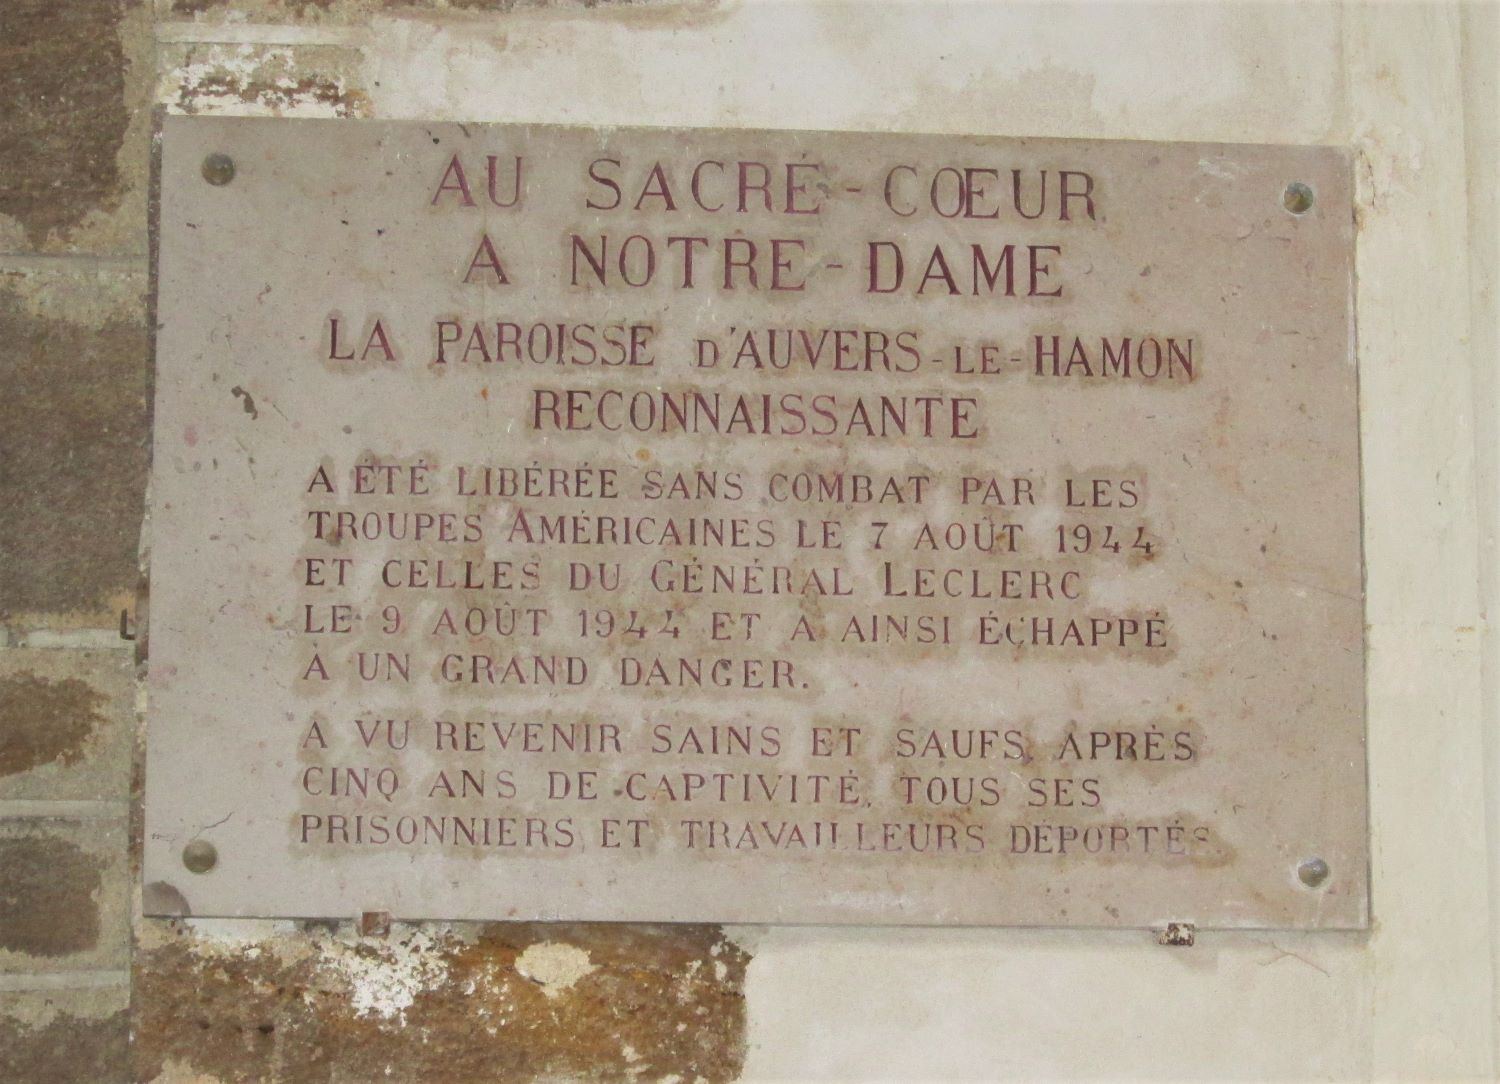 AU SACRÉ-CŒUR
A NOTRE-DAME
LA PAROISSE D'AUVERS-LE-HAMON
RECONNAISSANTE
A ÉTÉ LIBÉRÉE SANS COMBAT PAR LES
TROUPES AMÉRICAINES LE 7 AOÛT 1944
ET CELLES DU GÉNÉRAL LECLERC
LE 9 AOÛT 1944 ET A AINSI ÉCHAPPÉ
A UN GRAND DANGER.
A VU REVENIR SAINS ET SAUFS, APRÈS
CINQ ANS DE CAPTIVITÉ, TOUS SES
PRISONNIERS ET TRAVAILLEURS DÉPORTÉS.